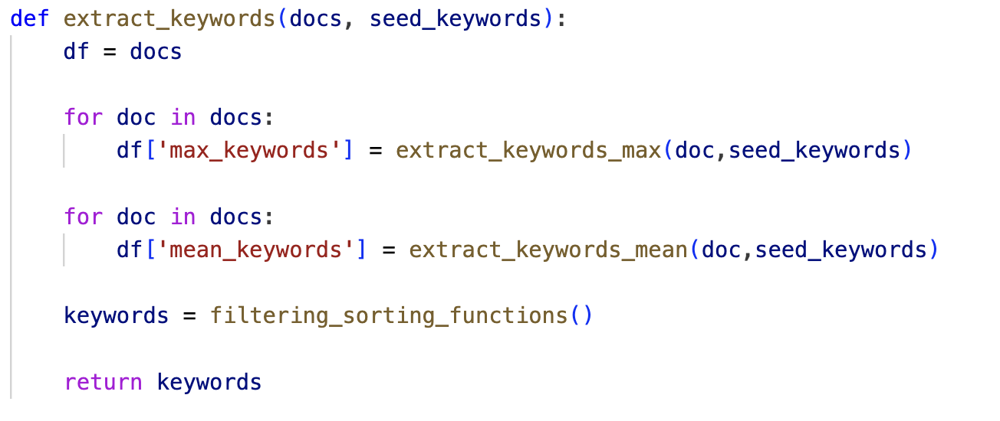 def extract_keywords(docs, seed_keywords):
    df = docs

    for doc in docs:
        df['max_keywords'] = extract_keywords_max(doc,seed_keywords)

    for doc in docs:
        df['mean_keywords'] = extract_keywords_mean(doc,seed_keywords)

    keywords = filtering_sorting_functions()

    return keywords